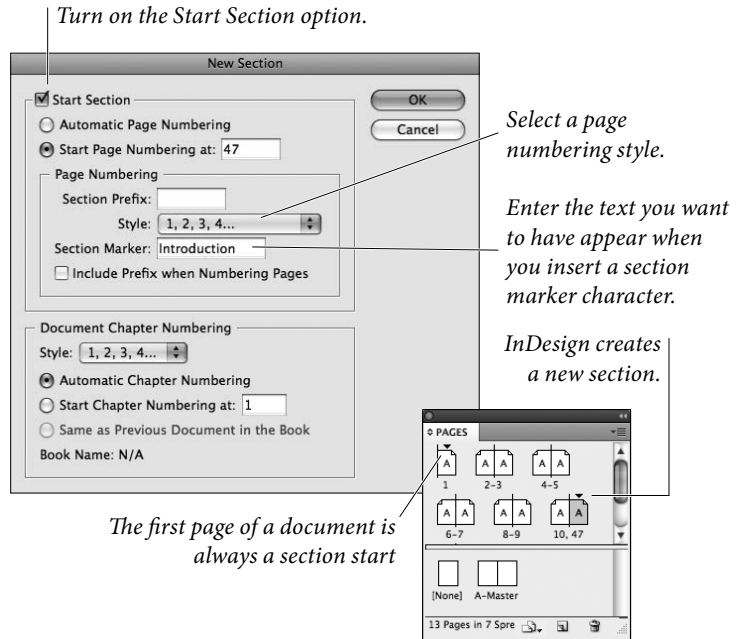 Turn on the Start Section option.
New Section
Start Section
Automatic Page Numbering
Start Page Numbering at: 47
Page Numbering
Section Prefix:
Style: 1, 2, 3, 4...
Section Marker: Introduction
Include Prefix when Numbering Pages
OK
Cancel
Document Chapter Numbering
Style: 1, 2, 3, 4...
Automatic Chapter Numbering
Start Chapter Numbering at: 1
Same as Previous Document in the Book
Book Name: N/A
Select a page
numbering style.
Enter the text you want
to have appear when
you insert a section
marker character.
InDesign creates
a new section.
The first page of a document is
always a section start
PAGES
A A A A A
1 2-3 4-5
A A A A A A
6-7 8-9 10, 47
[None] A-Master
13 Pages in 7 Spre